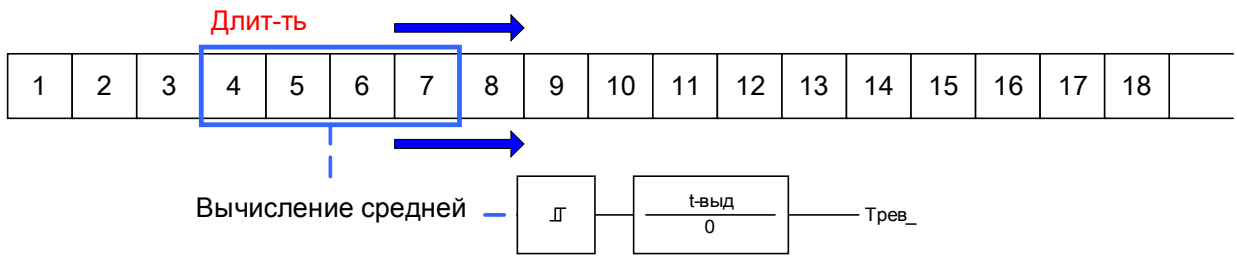 Длит-ть
1 2 3 4 5 6 7 8 9 10 11 12 13 14 15 16 17 18
Вычисление средней
t-выд
0
Трев_